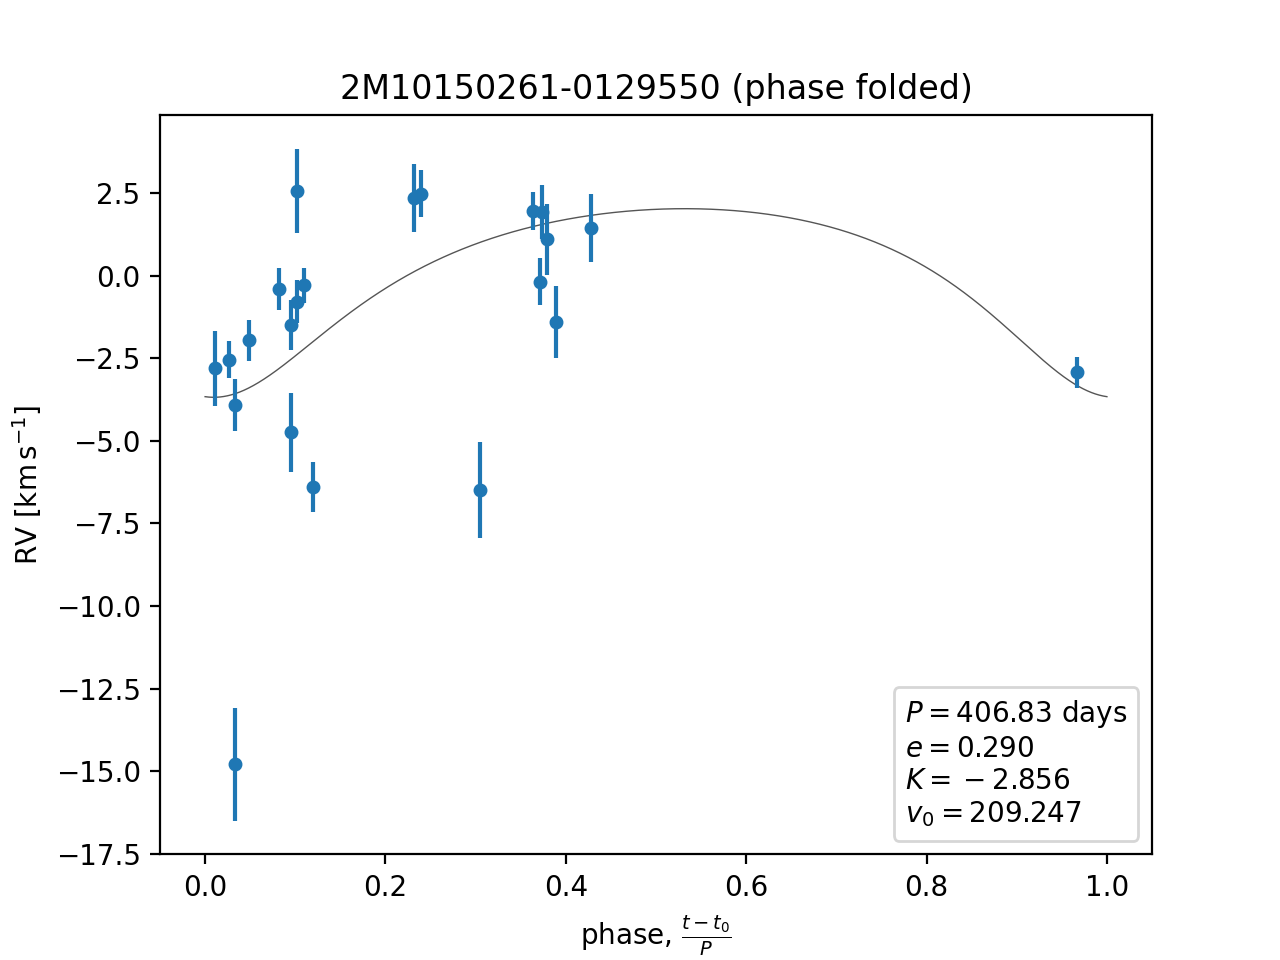 2M10150261-0129550 (phase folded)
RV [km s⁻¹]
2.5
0.0
−2.5
−5.0
−7.5
−10.0
−12.5
−15.0
−17.5
P = 406.83 days
e = 0.290
K = − 2.856
v₀ = 209.247
0.0 0.2 0.4 0.6 0.8 1.0
phase, (t − t₀)/P